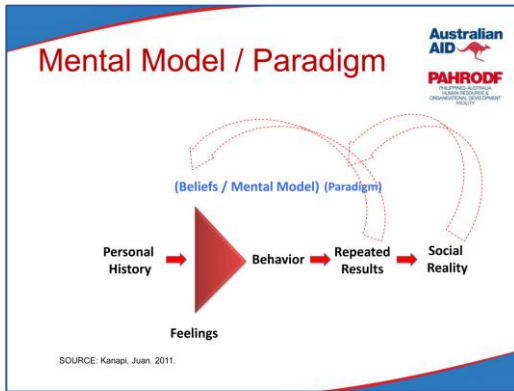 Mental Model / Paradigm
Australian
AID
PAHRODF
PHILIPPINES-AUSTRALIA
HUMAN RESOURCE &
ORGANISATIONAL DEVELOPMENT
FACILITY
(Beliefs / Mental Model) (Paradigm)
Personal
History
Behavior
Repeated
Results
Social
Reality
Feelings
SOURCE: Kanapi, Juan. 2011.